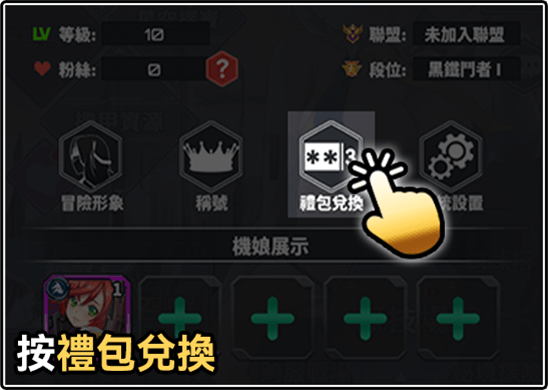 LV 等級: 10 聯盟: 未加入聯盟
粉絲: 0 ? 段位: 黑鐵鬥者 I
冒險形象 稱號 **3 禮包兌換 統設置
機娘展示
1
按禮包兌換